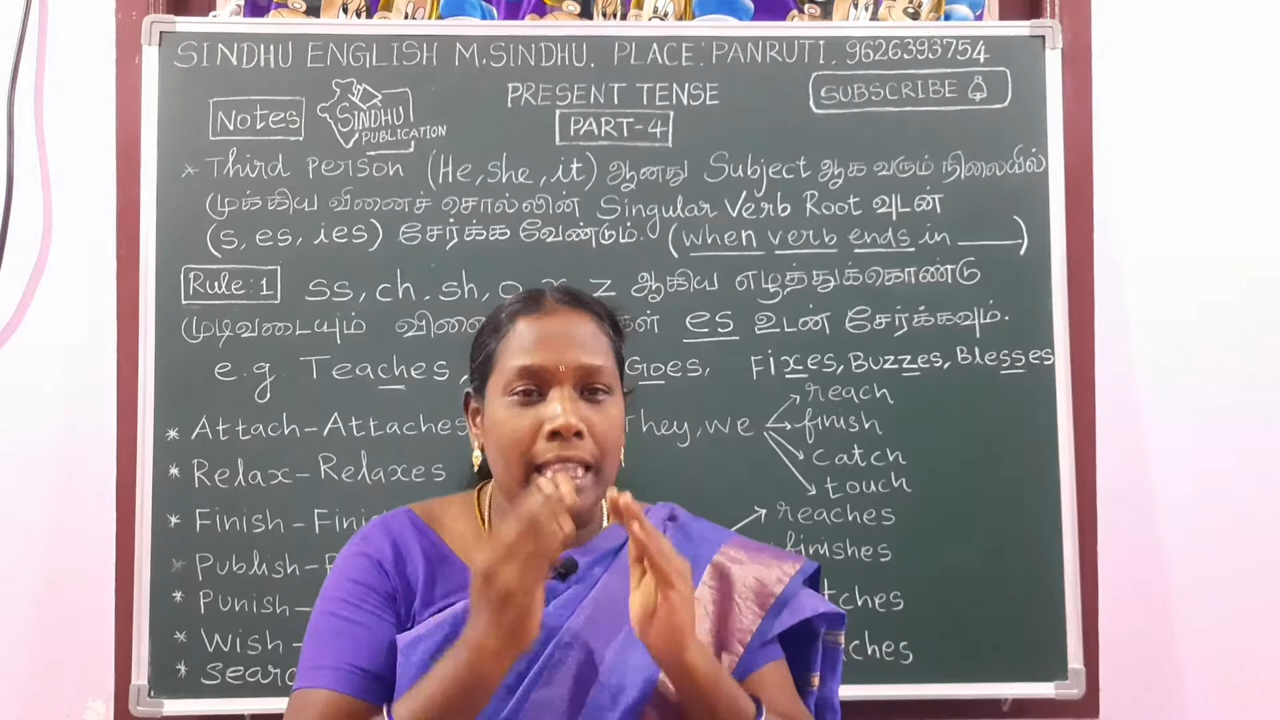 SINDHU ENGLISH M.SINDHU. PLACE: PANRUTI. 9626393754
Notes
SINDHU
PUBLICATION
PRESENT TENSE
PART-4
SUBSCRIBE
* Third person (He, she, it) ஆனது Subject ஆக வரும் நிலையில்
முக்கிய வினைச் சொல்லின் Singular Verb Root வுடன்
(s, es, ies) சேர்க்க வேண்டும். (when verb ends in ____)
Rule: 1 ss, ch. sh, z ஆகிய எழுத்துக்கொண்டு
முடிவடையும் es உடன் சேர்க்கவும்.
e.g. Teaches, Goes, Fixes, Buzzes, Blesses
* Attach-Attaches They, we
reach
finish
catch
touch
* Relax-Relaxes
* Finish-
reaches
finishes
* Publish-
* Punish-
* Wish-
*